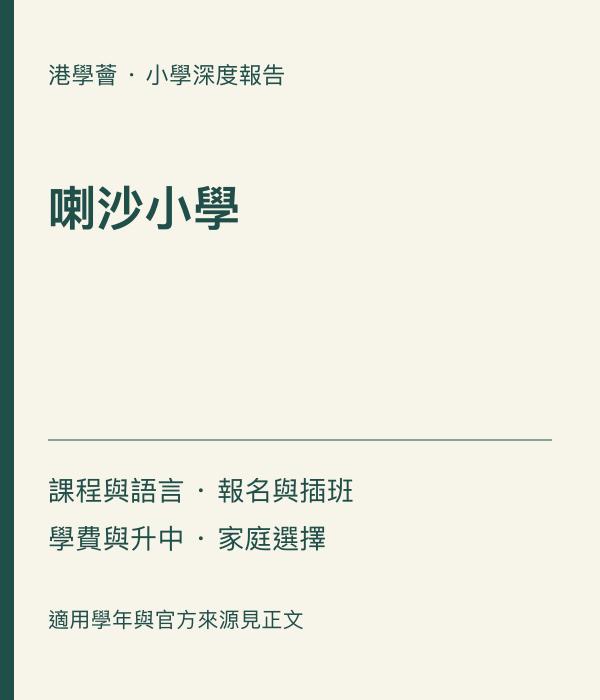 港學薈 · 小學深度報告
喇沙小學
課程與語言 · 報名與插班
學費與升中 · 家庭選擇
適用學年與官方來源見正文